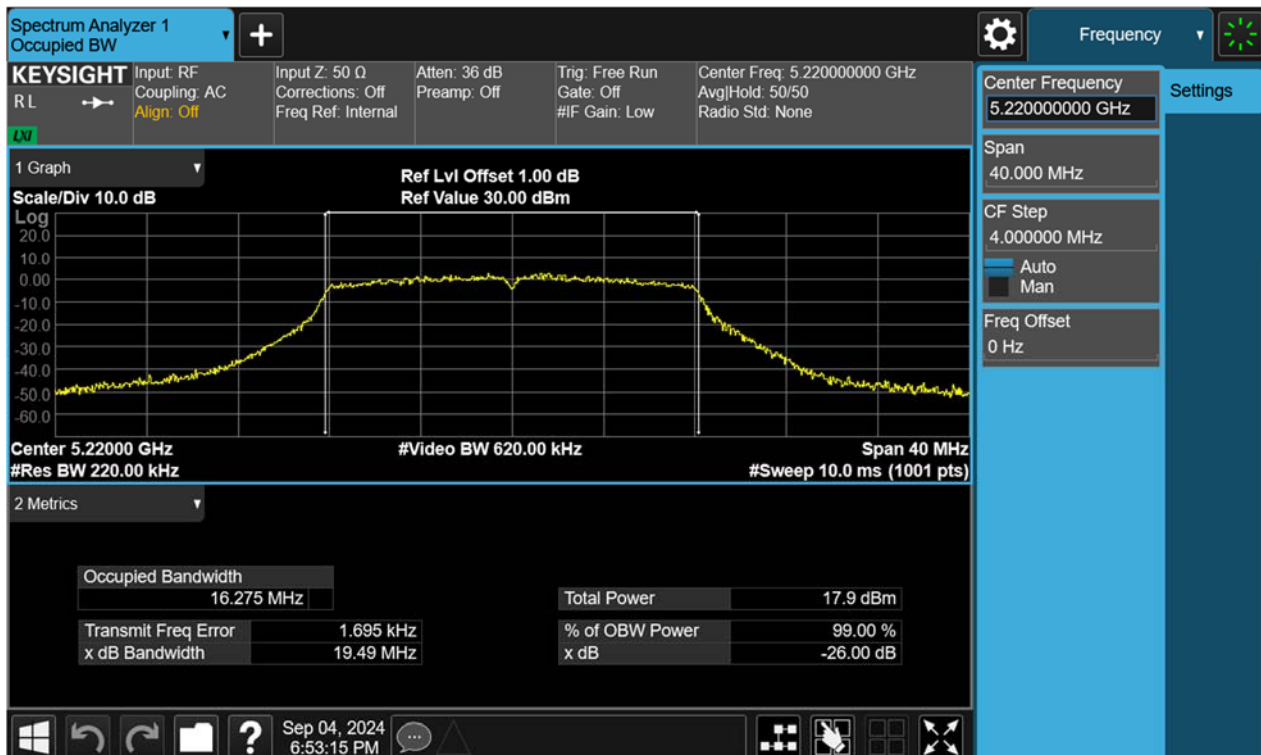 Spectrum Analyzer 1
Occupied BW
+
Frequency
KEYSIGHT
R L
LXI
Input: RF
Coupling: AC
Align: Off
Input Z: 50 Ω
Corrections: Off
Freq Ref: Internal
Atten: 36 dB
Preamp: Off
Trig: Free Run
Gate: Off
#IF Gain: Low
Center Freq: 5.220000000 GHz
Avg|Hold: 50/50
Radio Std: None
Center Frequency
5.220000000 GHz
Settings
Span
40.000 MHz
CF Step
4.000000 MHz
Auto
Man
Freq Offset
0 Hz
1 Graph
Scale/Div 10.0 dB
Ref Lvl Offset 1.00 dB
Ref Value 30.00 dBm
Log
20.0
10.0
0.00
-10.0
-20.0
-30.0
-40.0
-50.0
-60.0
Center 5.22000 GHz
#Video BW 620.00 kHz
Span 40 MHz
#Res BW 220.00 kHz
#Sweep 10.0 ms (1001 pts)
2 Metrics
Occupied Bandwidth
16.275 MHz
Total Power 17.9 dBm
Transmit Freq Error 1.695 kHz
% of OBW Power 99.00 %
x dB Bandwidth 19.49 MHz
x dB -26.00 dB
?
Sep 04, 2024
6:53:15 PM